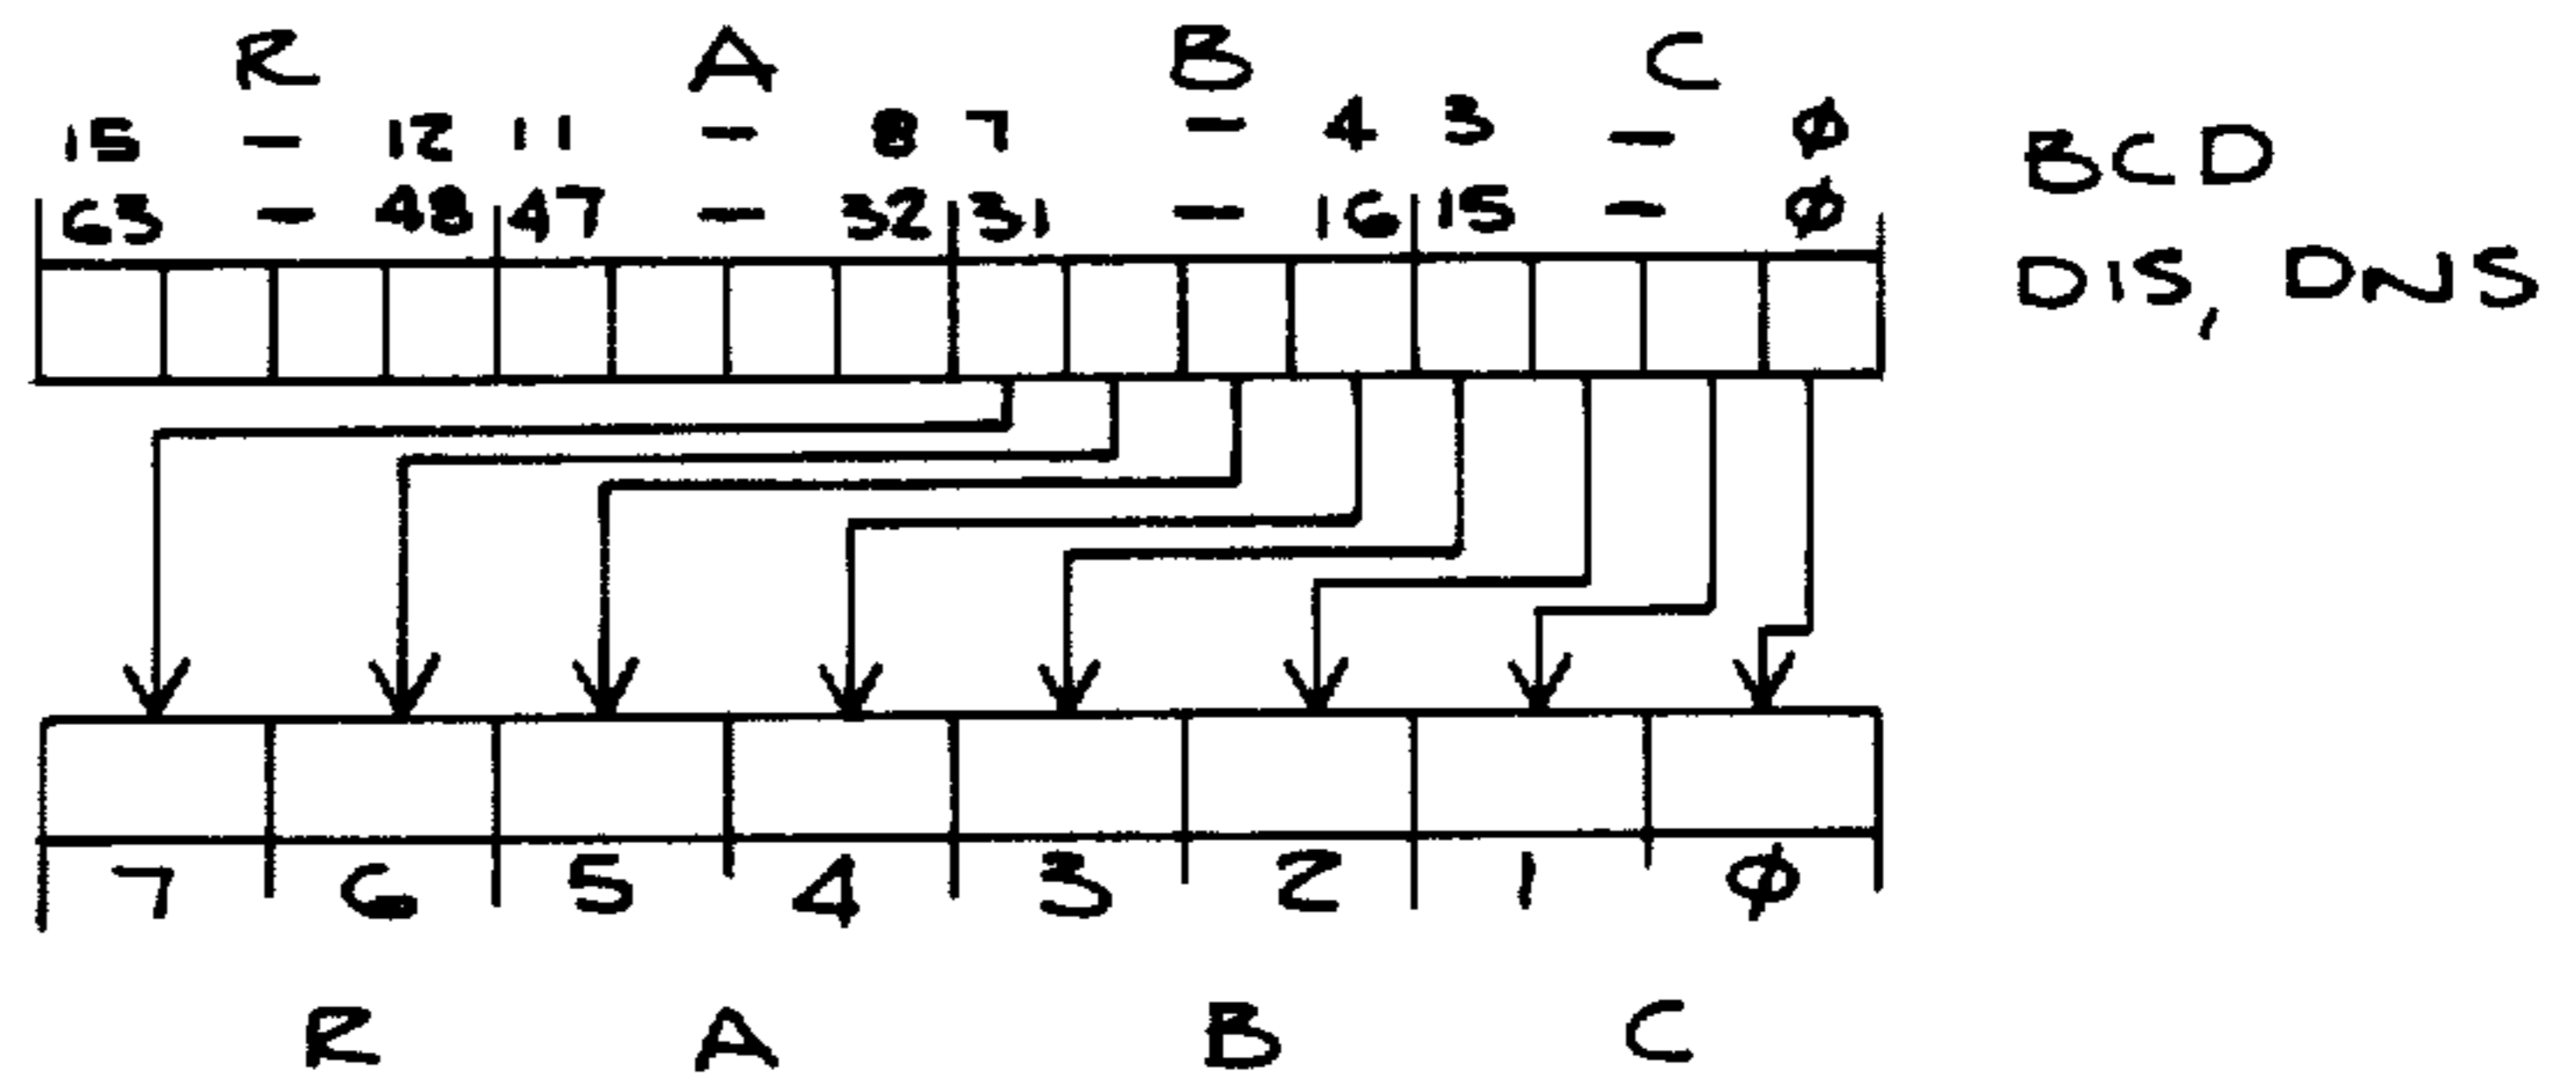 R A B C
15 - 12 11 - 8 7 - 4 3 - Ø BCD
63 - 48 47 - 32 31 - 16 15 - Ø
DIS, DNS
7 6 5 4 3 2 1 Ø
R A B C